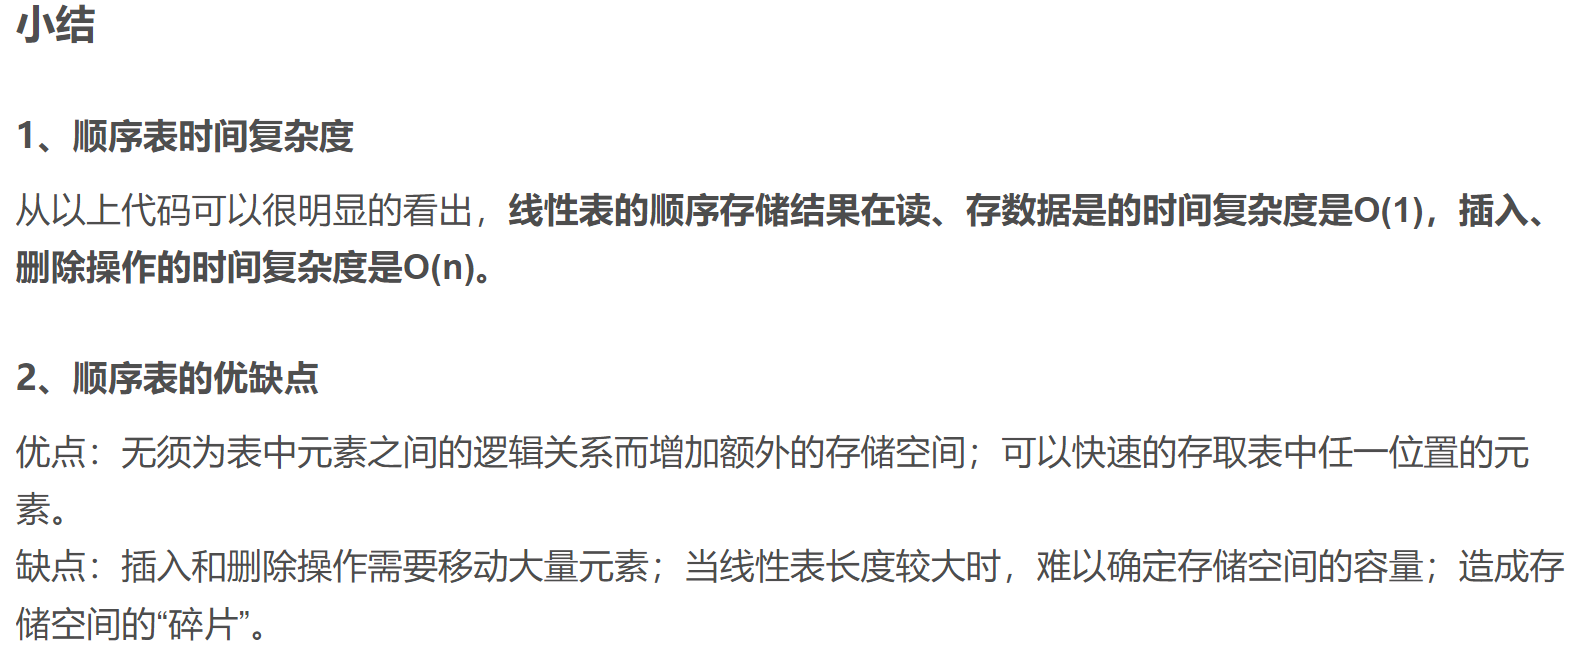 小结
1、顺序表时间复杂度
从以上代码可以很明显的看出，线性表的顺序存储结果在读、存数据是的时间复杂度是O(1)，插入、
删除操作的时间复杂度是O(n)。
2、顺序表的优缺点
优点：无须为表中元素之间的逻辑关系而增加额外的存储空间；可以快速的存取表中任一位置的元
素。
缺点：插入和删除操作需要移动大量元素；当线性表长度较大时，难以确定存储空间的容量；造成存
储空间的“碎片”。